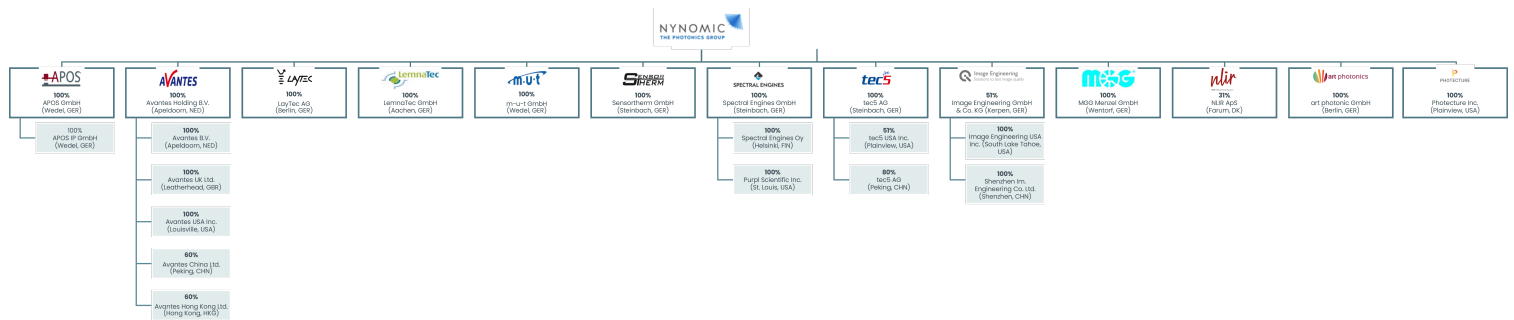 NYNOMIC
THE PHOTONICS GROUP
APOS
100%
APOS GmbH
(Wedel, GER)
100%
APOS IP GmbH
(Wedel, GER)
AVANTES
100%
Avantes Holding B.V.
(Apeldoorn, NED)
100%
Avantes B.V.
(Apeldoorn, NED)
100%
Avantes UK Ltd.
(Leatherhead, GBR)
100%
Avantes USA Inc.
(Louisville, USA)
60%
Avantes China Ltd.
(Peking, CHN)
60%
Avantes Hong Kong Ltd.
(Hong Kong, HKG)
LAYTEC
100%
LayTec AG
(Berlin, GER)
LemnaTec
100%
LemnaTec GmbH
(Aachen, GER)
m·u·t
100%
m-u-t GmbH
(Wedel, GER)
SENSORTHERM
100%
Sensortherm GmbH
(Steinbach, GER)
SPECTRAL ENGINES
100%
Spectral Engines GmbH
(Steinbach, GER)
100%
Spectral Engines Oy
(Helsinki, FIN)
100%
Purpl Scientific Inc.
(St. Louis, USA)
tec5
100%
tec5 AG
(Steinbach, GER)
51%
tec5 USA Inc.
(Plainview, USA)
80%
tec5 AG
(Peking, CHN)
Image Engineering
51%
Image Engineering GmbH
& Co. KG (Kerpen, GER)
100%
Image Engineering USA
Inc. (South Lake Tahoe,
USA)
100%
Shenzhen Im.
Engineering Co. Ltd.
(Shenzhen, CHN)
MGG
100%
MGG Menzel GmbH
(Wentorf, GER)
nlir
31%
NLIR ApS
(Farum, DK)
art photonics
100%
art photonic GmbH
(Berlin, GER)
PHOTECTURE
100%
Photecture Inc.
(Plainview, USA)